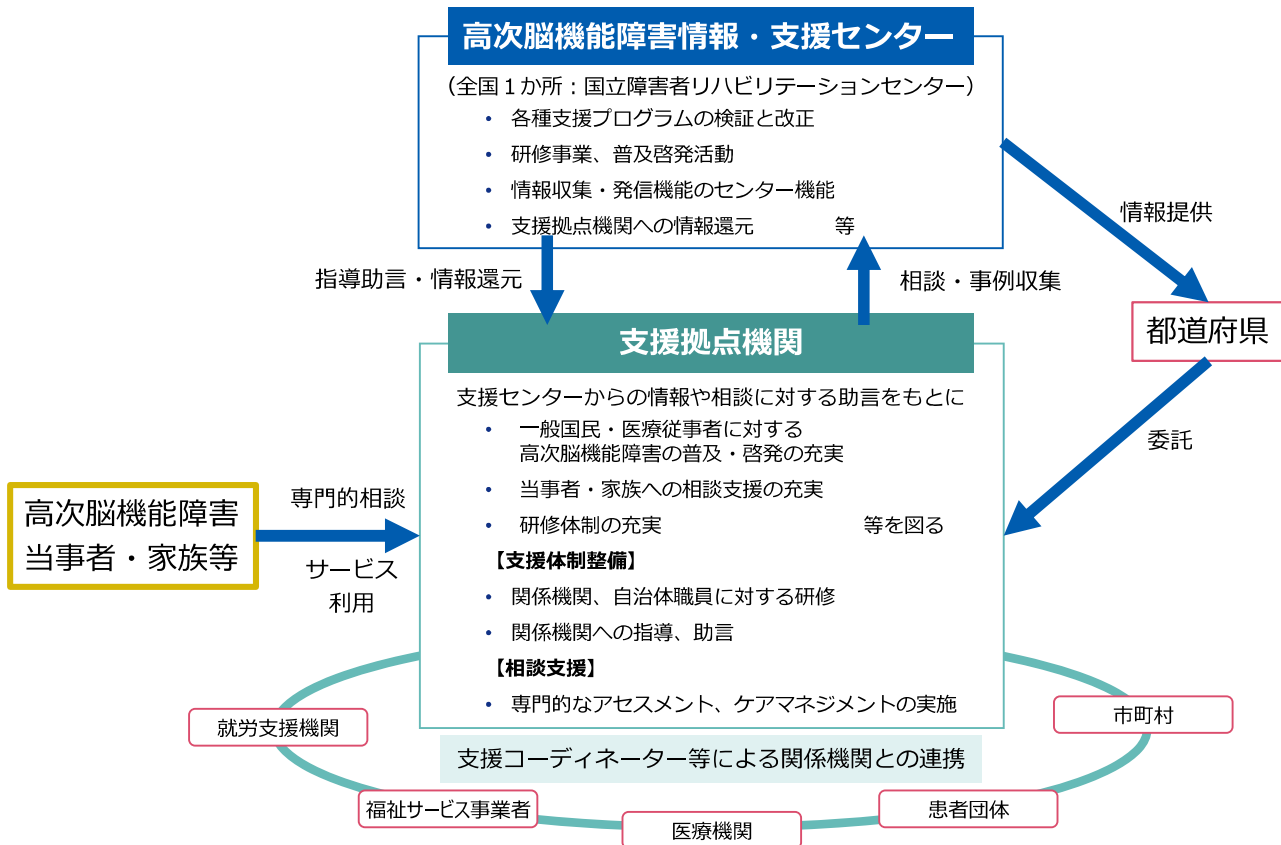 高次脳機能障害情報・支援センター
（全国１か所：国立障害者リハビリテーションセンター）
• 各種支援プログラムの検証と改正
• 研修事業、普及啓発活動
• 情報収集・発信機能のセンター機能
• 支援拠点機関への情報還元　　　　等
情報提供
指導助言・情報還元
相談・事例収集
都道府県
支援拠点機関
支援センターからの情報や相談に対する助言をもとに
• 一般国民・医療従事者に対する
高次脳機能障害の普及・啓発の充実
• 当事者・家族への相談支援の充実
• 研修体制の充実　　　　　　　　　　等を図る
【支援体制整備】
• 関係機関、自治体職員に対する研修
• 関係機関への指導、助言
【相談支援】
• 専門的なアセスメント、ケアマネジメントの実施
委託
高次脳機能障害
当事者・家族等
専門的相談
サービス
利用
支援コーディネーター等による関係機関との連携
就労支援機関
福祉サービス事業者
医療機関
患者団体
市町村